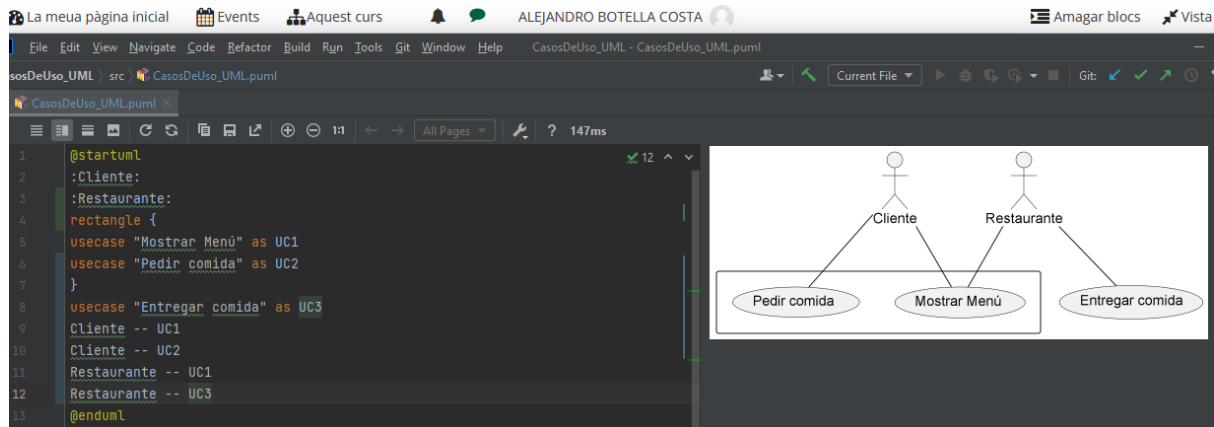 La meua pàgina inicial Events Aquest curs ALEJANDRO BOTELLA COSTA Amagar blocs Vista
File Edit View Navigate Code Refactor Build Run Tools Git Window Help CasosDeUso_UML - CasosDeUso_UML.puml
sosDeUso_UML src CasosDeUso_UML.puml Current File Git:
CasosDeUso_UML.puml
1:1 All Pages ? 147ms
1 @startuml 12
2 :Cliente:
3 :Restaurante:
4 rectangle {
5 usecase "Mostrar Menú" as UC1
6 usecase "Pedir comida" as UC2
7 }
8 usecase "Entregar comida" as UC3
9 Cliente -- UC1
10 Cliente -- UC2
11 Restaurante -- UC1
12 Restaurante -- UC3
13 @enduml
Cliente Restaurante
Pedir comida Mostrar Menú Entregar comida